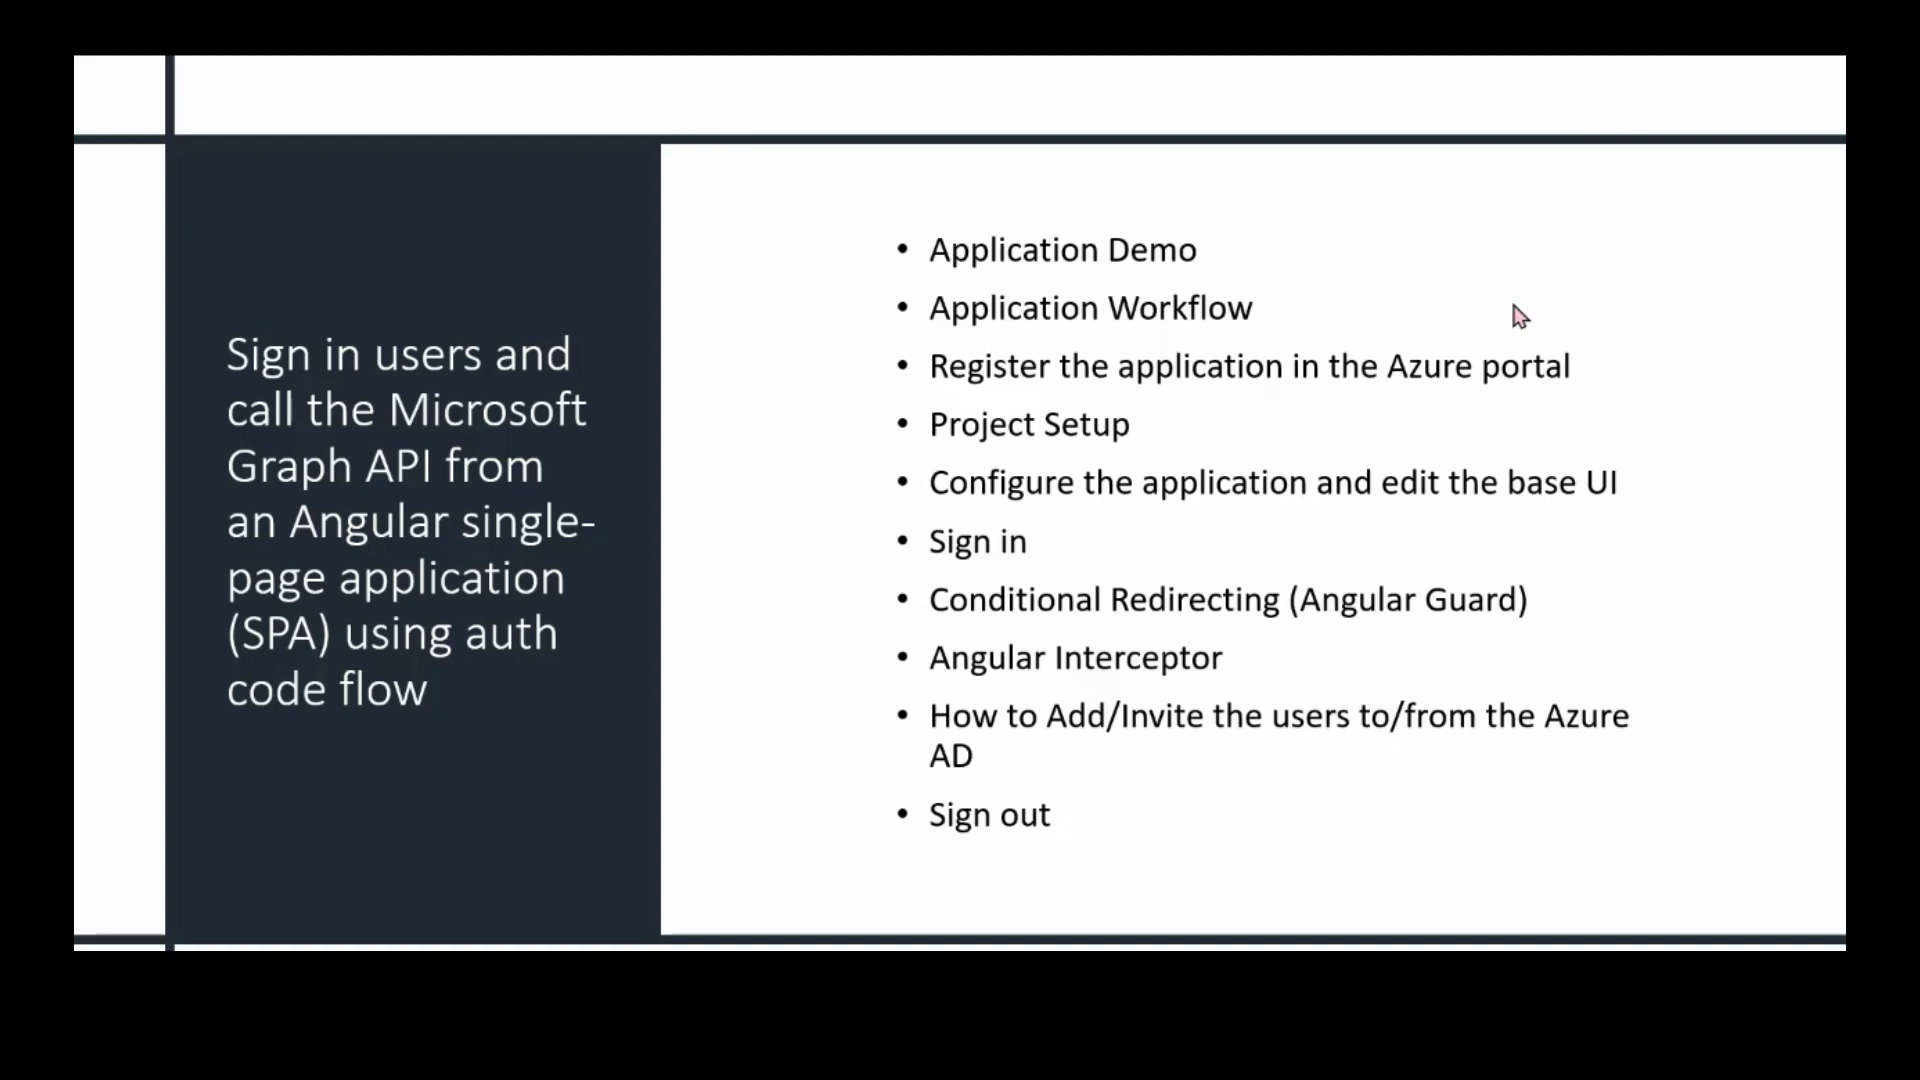 Sign in users and
call the Microsoft
Graph API from
an Angular single-
page application
(SPA) using auth
code flow
• Application Demo
• Application Workflow
• Register the application in the Azure portal
• Project Setup
• Configure the application and edit the base UI
• Sign in
• Conditional Redirecting (Angular Guard)
• Angular Interceptor
• How to Add/Invite the users to/from the Azure
AD
• Sign out